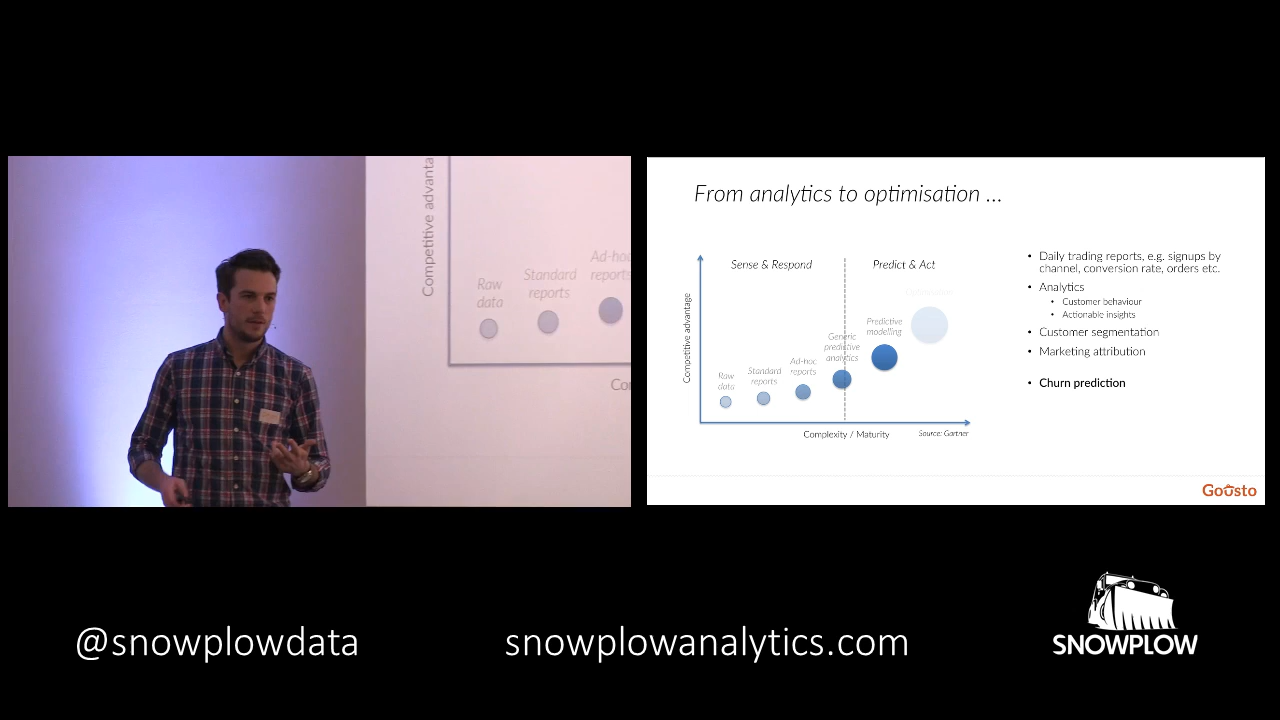 Competitive advanta
Raw
data
Standard
reports
Ad-hoc
reports
Co
From analytics to optimisation ...
Sense & Respond
Predict & Act
Competitive advantage
Raw
data
Standard
reports
Ad-hoc
reports
Generic
predictive
analytics
Predictive
modelling
Optimisation
Complexity / Maturity
Source: Gartner
• Daily trading reports, e.g. signups by
channel, conversion rate, orders etc.
• Analytics
• Customer behaviour
• Actionable insights
• Customer segmentation
• Marketing attribution
• Churn prediction
Gousto
@snowplowdata
snowplowanalytics.com
SNOWPLOW